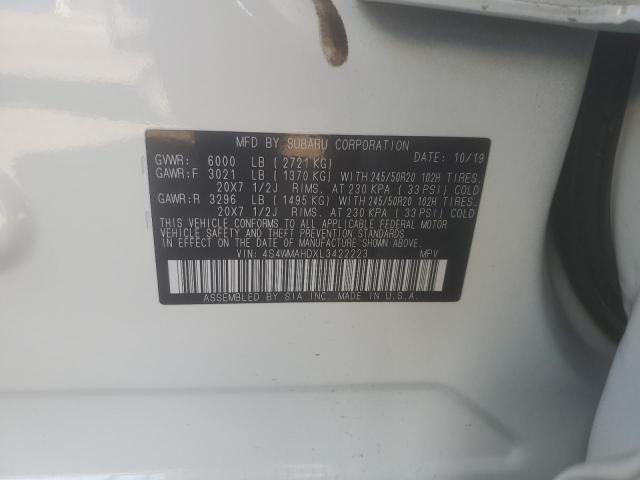 MFD BY SUBARU CORPORATION
GVWR: 6000 LB ( 2721 KG) DATE: 10/19
GAWR:F 3021 LB ( 1370 KG) WITH 245/50R20 102H TIRES.
20X7 1/2J RIMS. AT 230 KPA ( 33 PSI) COLD
GAWR:R 3296 LB ( 1495 KG) WITH 245/50R20 102H TIRES.
20X7 1/2J RIMS. AT 230 KPA ( 33 PSI) COLD
THIS VEHICLE CONFORMS TO ALL APPLICABLE FEDERAL MOTOR
VEHICLE SAFETY AND THEFT PREVENTION STANDARDS
IN EFFECT ON THE DATE OF MANUFACTURE SHOWN ABOVE.
VIN: 4S4WMAHDXL3422223 MPV
ASSEMBLED BY SIA INC. MADE IN U.S.A.